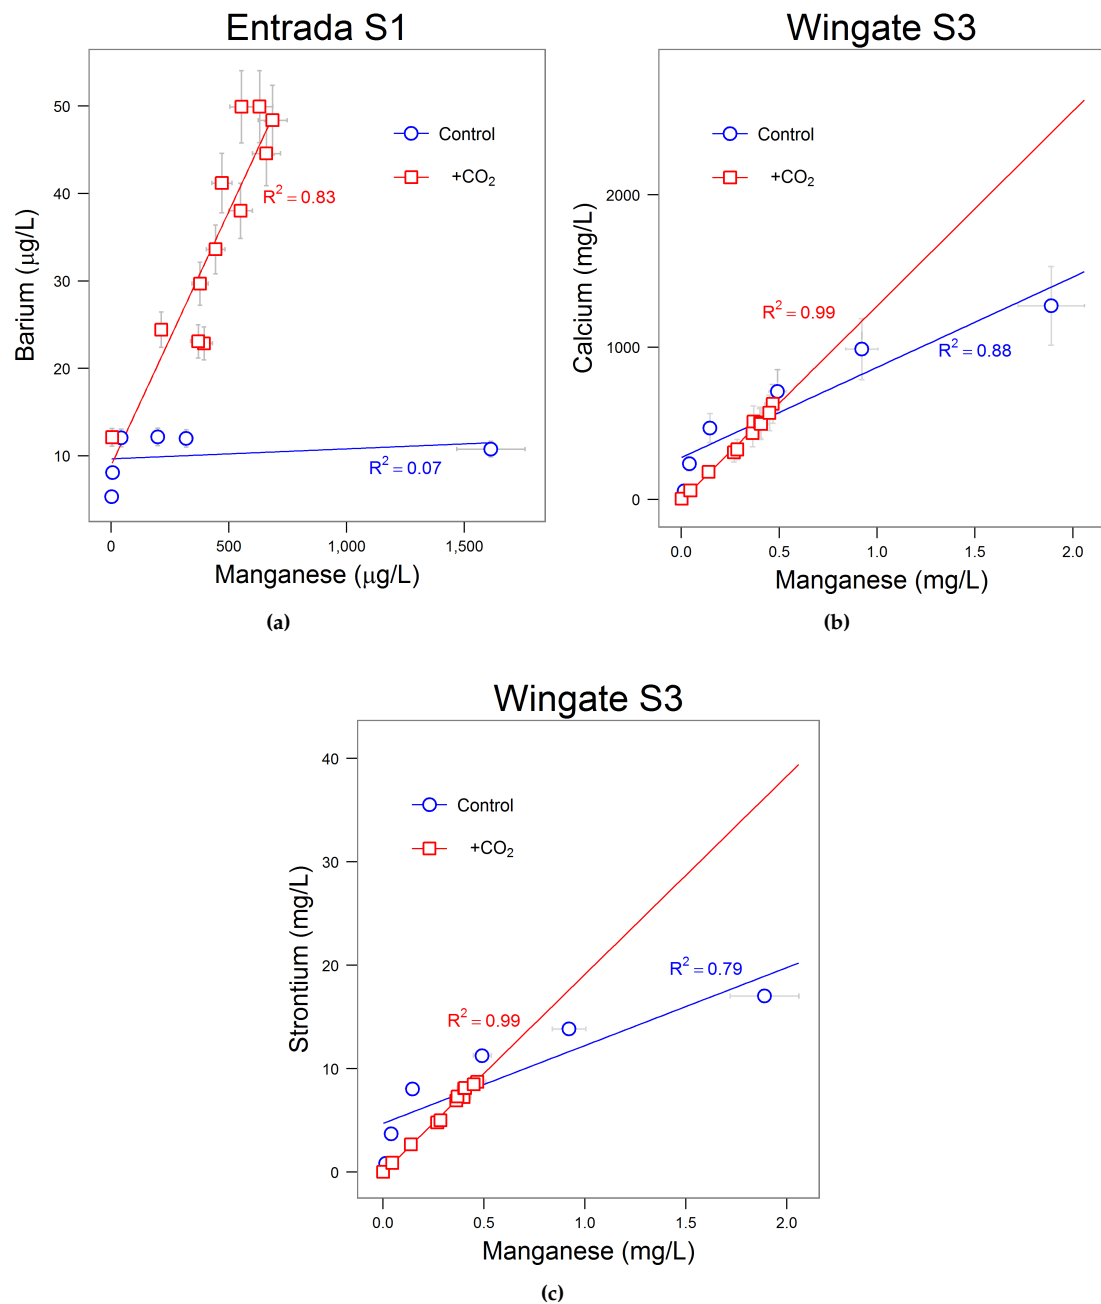 Entrada S1
Barium (μg/L)
50
40
30
20
10
Control
+CO2
R2 = 0.83
R2 = 0.07
0
500
1,000
1,500
Manganese (μg/L)
(a)
Wingate S3
Calcium (mg/L)
2000
1000
0
Control
+CO2
R2 = 0.99
R2 = 0.88
0.0
0.5
1.0
1.5
2.0
Manganese (mg/L)
(b)
Wingate S3
Strontium (mg/L)
40
30
20
10
0
Control
+CO2
R2 = 0.79
R2 = 0.99
0.0
0.5
1.0
1.5
2.0
Manganese (mg/L)
(c)